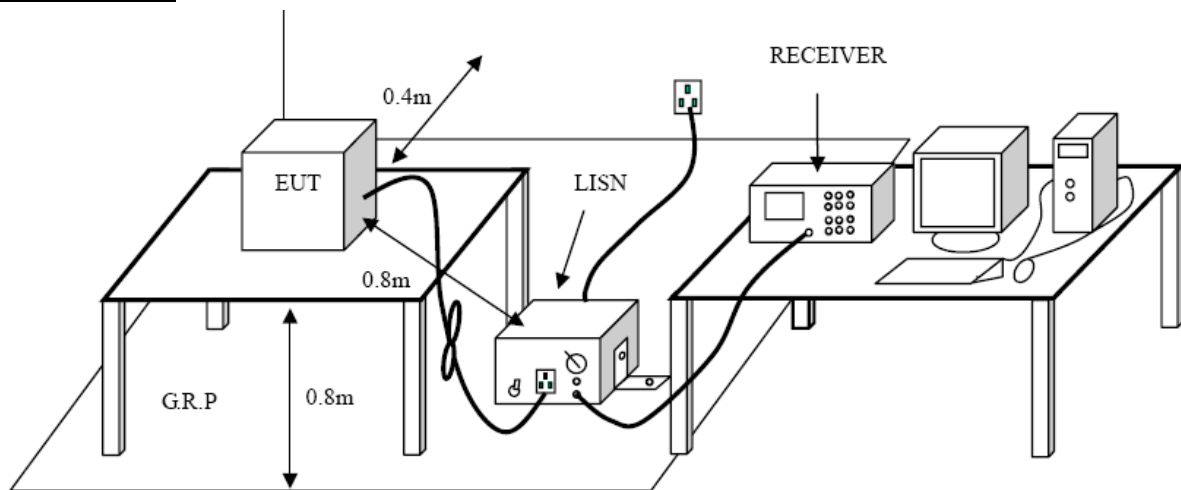 RECEIVER
0.4m
EUT
LISN
0.8m
G.R.P
0.8m